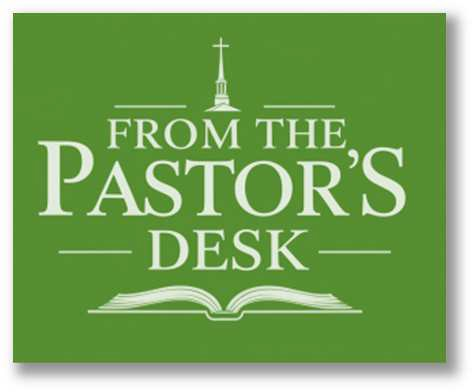 FROM THE
PASTOR'S
DESK